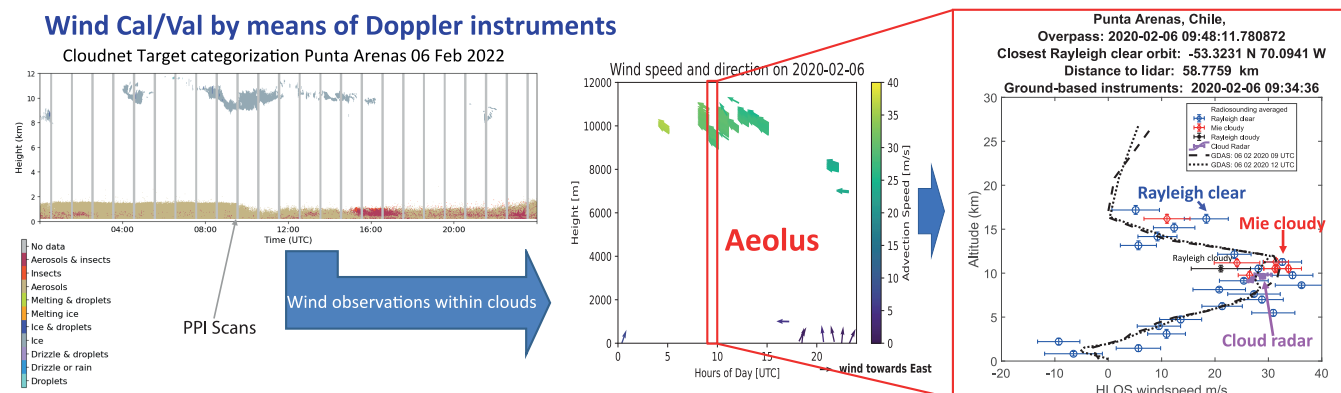 Wind Cal/Val by means of Doppler instruments
Cloudnet Target categorization Punta Arenas 06 Feb 2022
Height (km)
12
10
8
6
4
2
0
04:00
08:00
12:00
16:00
20:00
Time (UTC)
No data
Aerosols & insects
Insects
Aerosols
Melting & droplets
Melting ice
Ice & droplets
Ice
Drizzle & droplets
Drizzle or rain
Droplets
PPI Scans
Wind observations within clouds
Wind speed and direction on 2020-02-06
Height [m]
12000
10000
8000
6000
4000
2000
0
0
5
10
15
20
Hours of Day [UTC]
wind towards East
Aeolus
40
35
30
25
20
15
10
5
0
Advection Speed [m/s]
Punta Arenas, Chile,
Overpass: 2020-02-06 09:48:11.780872
Closest Rayleigh clear orbit: -53.3231 N 70.0941 W
Distance to lidar: 58.7759 km
Ground-based instruments: 2020-02-06 09:34:36
Altitude (km)
30
25
20
15
10
5
0
Radiosounding averaged
Rayleigh clear
Mie cloudy
Rayleigh cloudy
Cloud Radar
GDAS: 06 02 2020 09 UTC
GDAS: 06 02 2020 12 UTC
Rayleigh clear
Mie cloudy
Rayleigh cloudy
Cloud radar
-20
-10
0
10
20
30
40
HLOS windspeed m/s